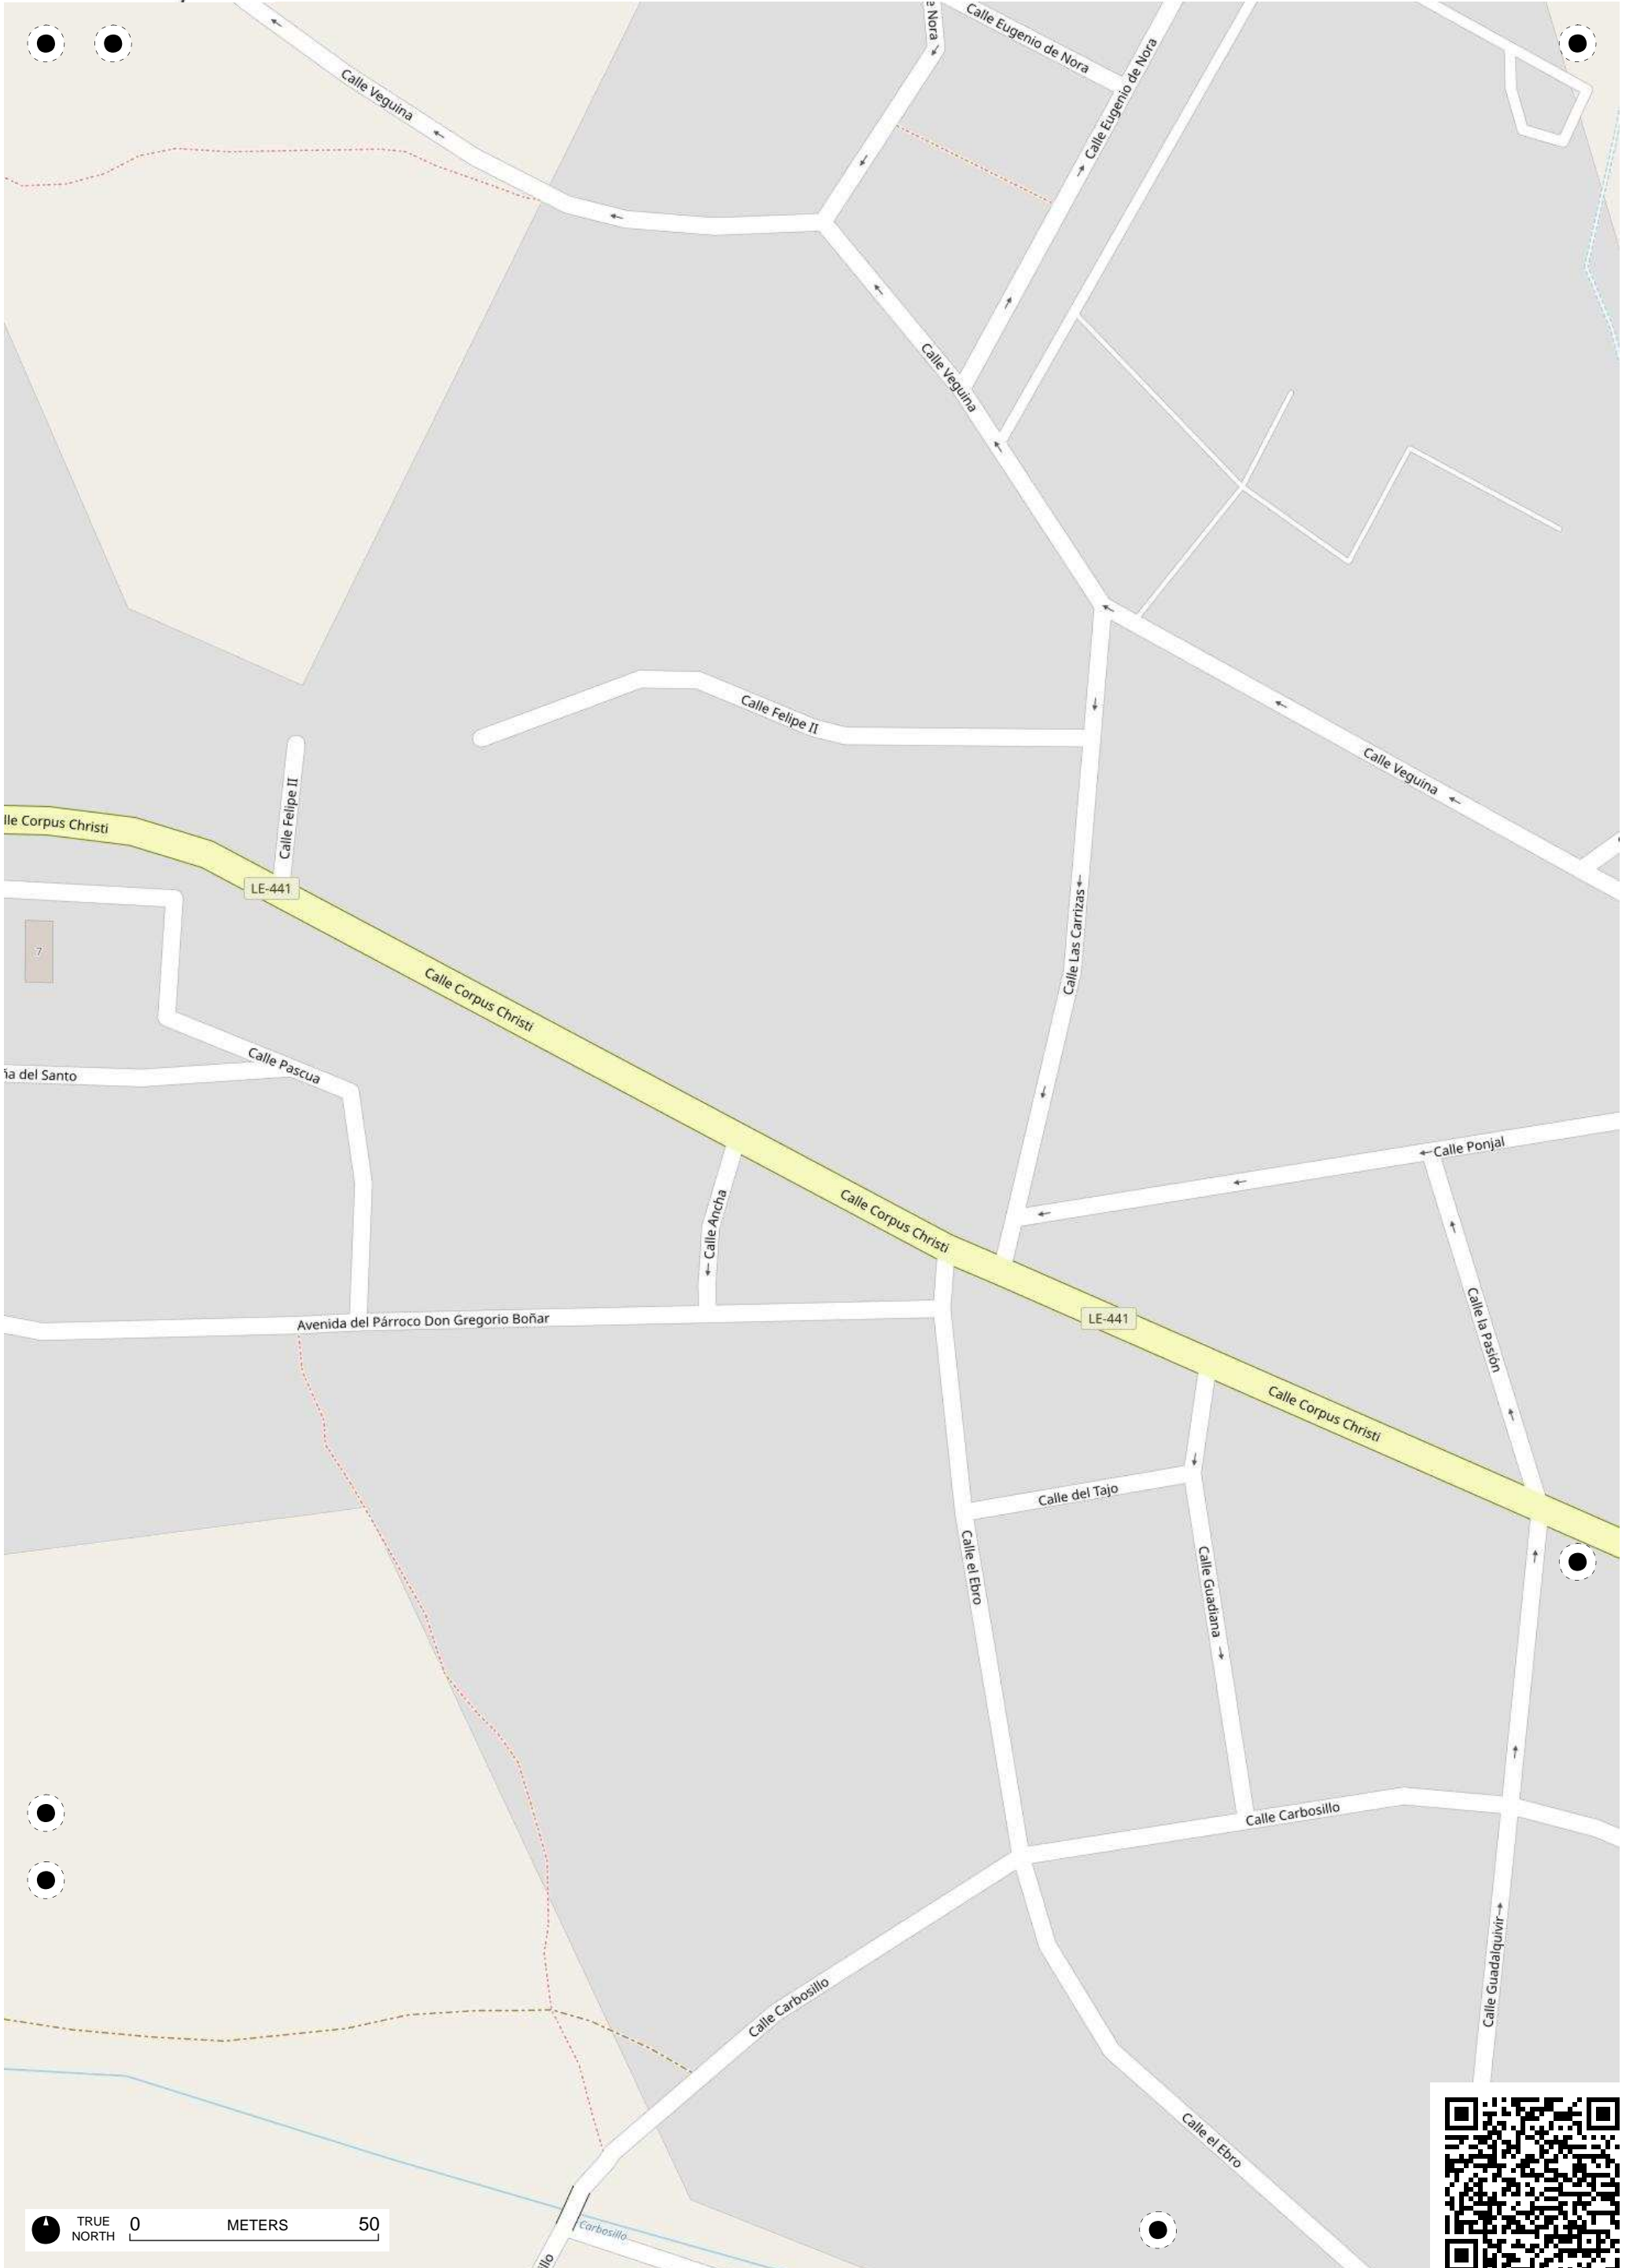 e Nora
Calle Eugenio de Nora
Calle Eugenio de Nora
Calle Veguina
Calle Veguina
Calle Felipe II
Calle Veguina
Calle Felipe II
lle Corpus Christi
LE-441
7
Calle Las Carrizas
Calle Corpus Christi
Calle Pascua
ña del Santo
Calle Ponjal
Calle Ancha
Calle Corpus Christi
Avenida del Párroco Don Gregorio Boñar
LE-441
Calle la Pasión
Calle Corpus Christi
Calle del Tajo
Calle el Ebro
Calle Guadiana
Calle Carbosillo
Calle Guadalquivir
Calle Carbosillo
Calle el Ebro
TRUE
NORTH
0 METERS 50
Carbosillo
llo